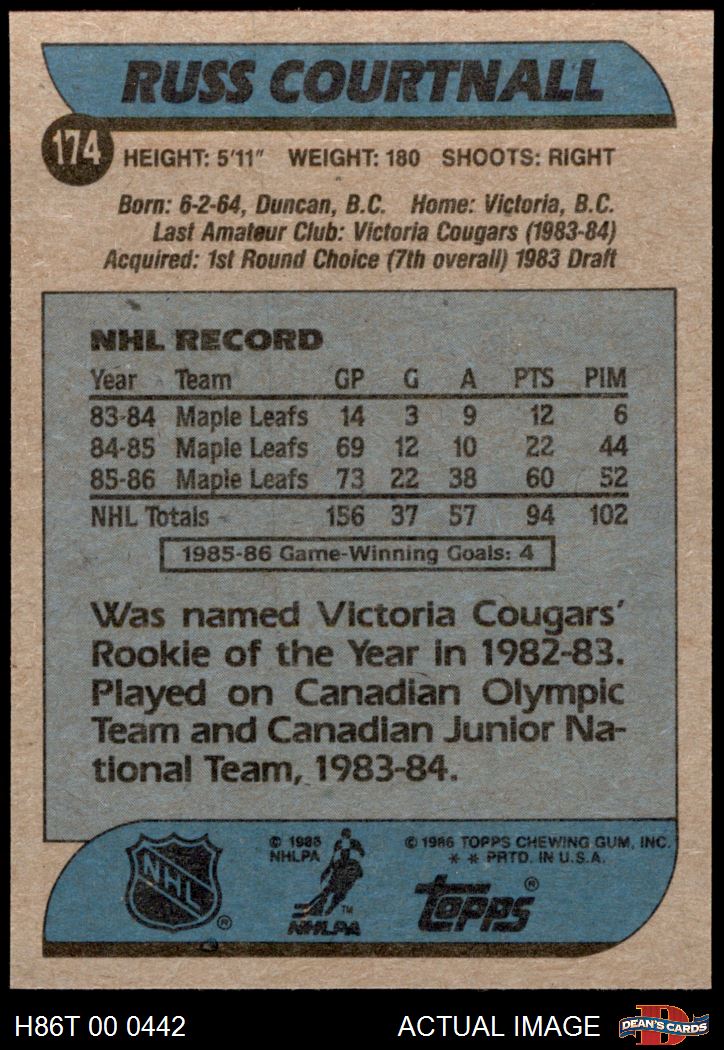 RUSS COURTNALL
174
HEIGHT: 5'11" WEIGHT: 180 SHOOTS: RIGHT
Born: 6-2-64, Duncan, B.C. Home: Victoria, B.C.
Last Amateur Club: Victoria Cougars (1983-84)
Acquired: 1st Round Choice (7th overall) 1983 Draft
NHL RECORD
Year Team GP G A PTS PIM
83-84 Maple Leafs 14 3 9 12 6
84-85 Maple Leafs 69 12 10 22 44
85-86 Maple Leafs 73 22 38 60 52
NHL Totals 156 37 57 94 102
1985-86 Game-Winning Goals: 4
Was named Victoria Cougars'
Rookie of the Year in 1982-83.
Played on Canadian Olympic
Team and Canadian Junior Na-
tional Team, 1983-84.
NHL ®
© 1986
NHLPA
TM
NHLPA
© 1986 TOPPS CHEWING GUM, INC.
* * PRTD. IN U.S.A.
TOPPS ®
H86T 00 0442 ACTUAL IMAGE
D
DEAN'S CARDS